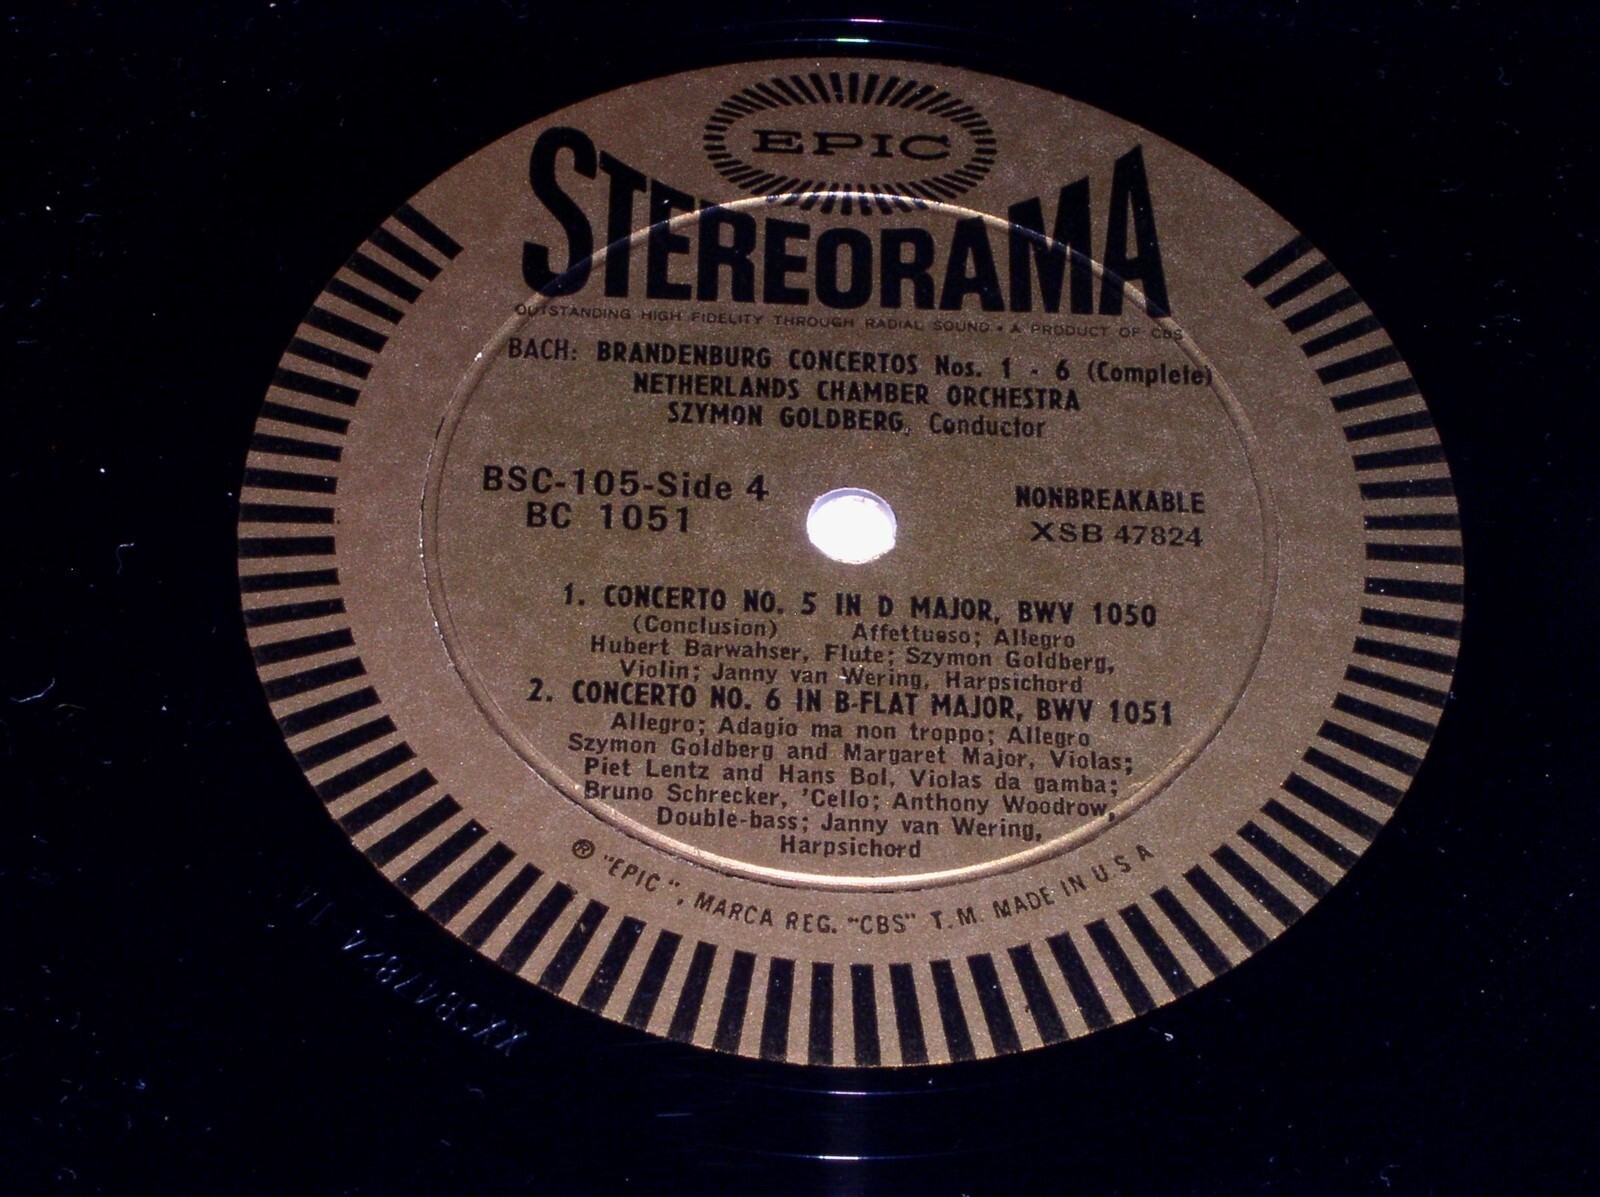 EPIC
STEREORAMA
OUTSTANDING HIGH FIDELITY THROUGH RADIAL SOUND • A PRODUCT OF CBS
BACH: BRANDENBURG CONCERTOS Nos. 1 - 6 (Complete)
NETHERLANDS CHAMBER ORCHESTRA
SZYMON GOLDBERG, Conductor
BSC-105-Side 4
BC 1051
NONBREAKABLE
XSB 47824
1. CONCERTO NO. 5 IN D MAJOR, BWV 1050
(Conclusion) Affettuoso; Allegro
Hubert Barwahser, Flute; Szymon Goldberg,
Violin; Janny van Wering, Harpsichord
2. CONCERTO NO. 6 IN B-FLAT MAJOR, BWV 1051
Allegro; Adagio ma non troppo; Allegro
Szymon Goldberg and Margaret Major, Violas;
Piet Lentz and Hans Bol, Violas da gamba;
Bruno Schrecker, 'Cello; Anthony Woodrow,
Double-bass; Janny van Wering,
Harpsichord
® "EPIC", MARCA REG. "CBS" T.M. MADE IN U S A